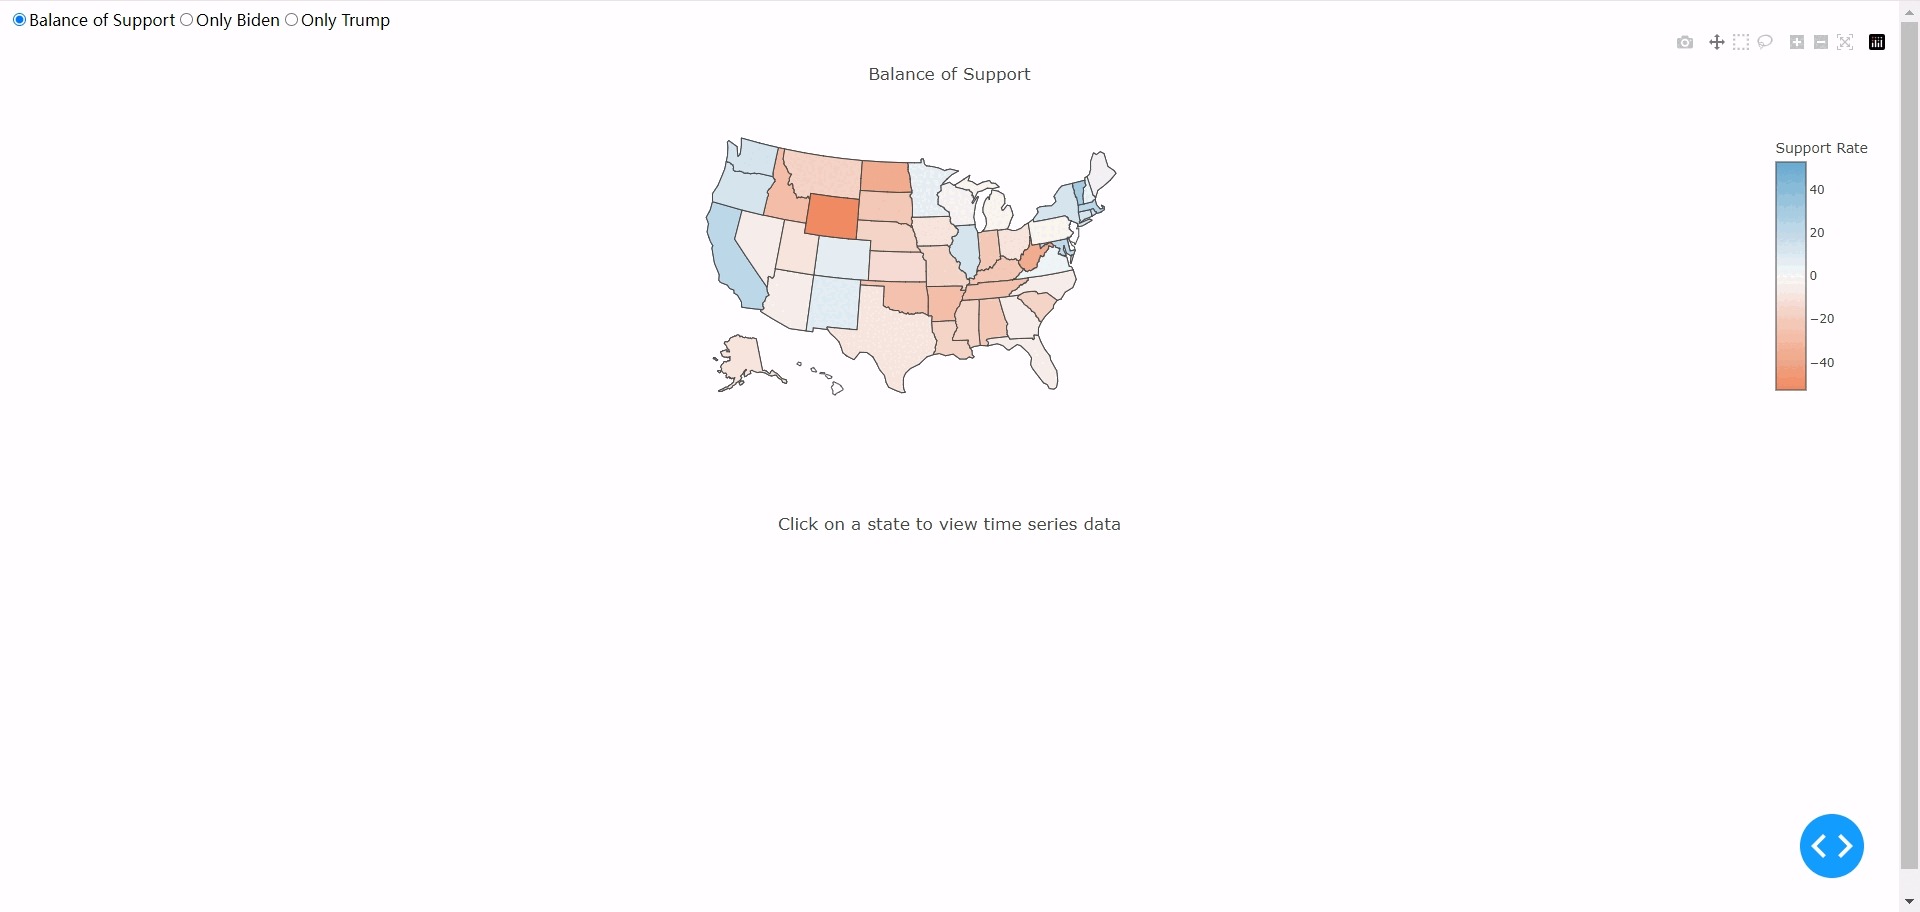 Balance of Support Only Biden Only Trump
Balance of Support
Support Rate
40
20
0
−20
−40
Click on a state to view time series data